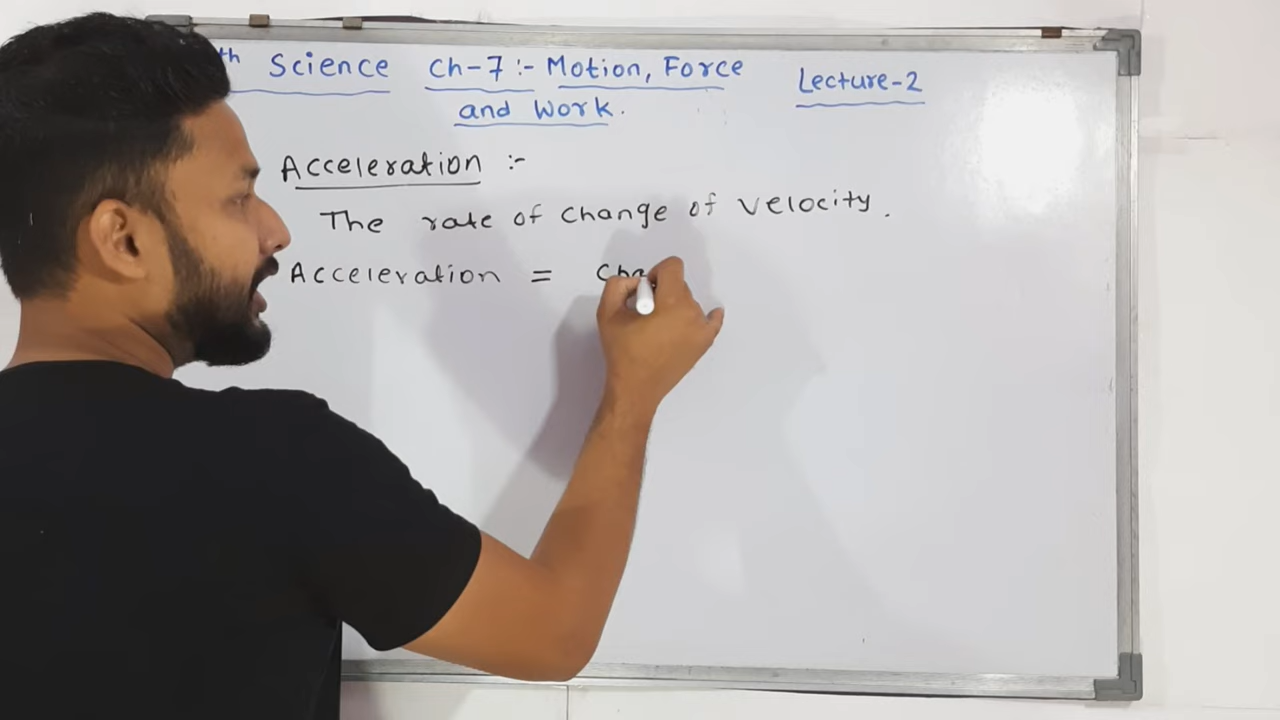 th Science Ch-7:- Motion, Force Lecture-2
and Work.
Acceleration :-
The rate of change of velocity.
Acceleration = Cha